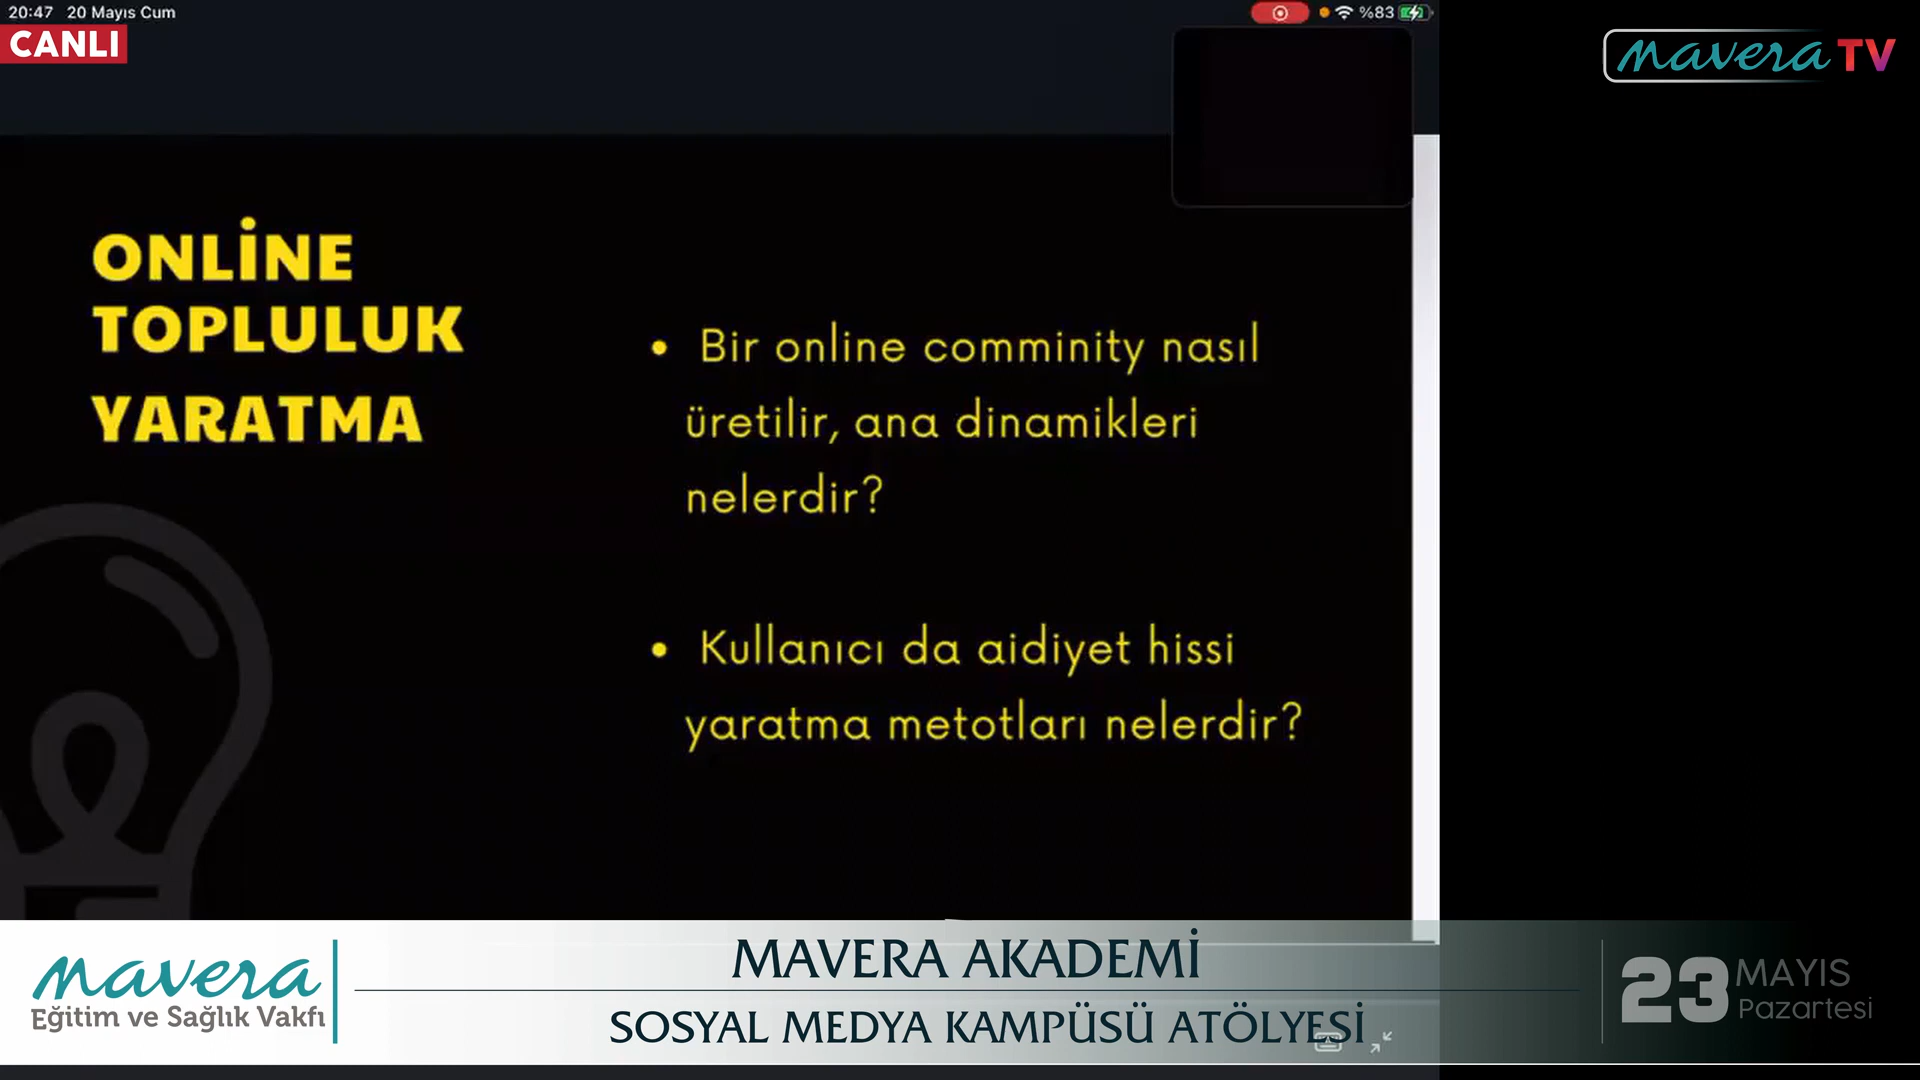 20:47 20 Mayıs Cum
%83
CANLI
mavera TV
ONLİNE
TOPLULUK
YARATMA
• Bir online comminity nasıl
üretilir, ana dinamikleri
nelerdir?
• Kullanıcı da aidiyet hissi
yaratma metotları nelerdir?
mavera
Eğitim ve Sağlık Vakfı
MAVERA AKADEMİ
SOSYAL MEDYA KAMPÜSÜ ATÖLYESİ
23 MAYIS
Pazartesi